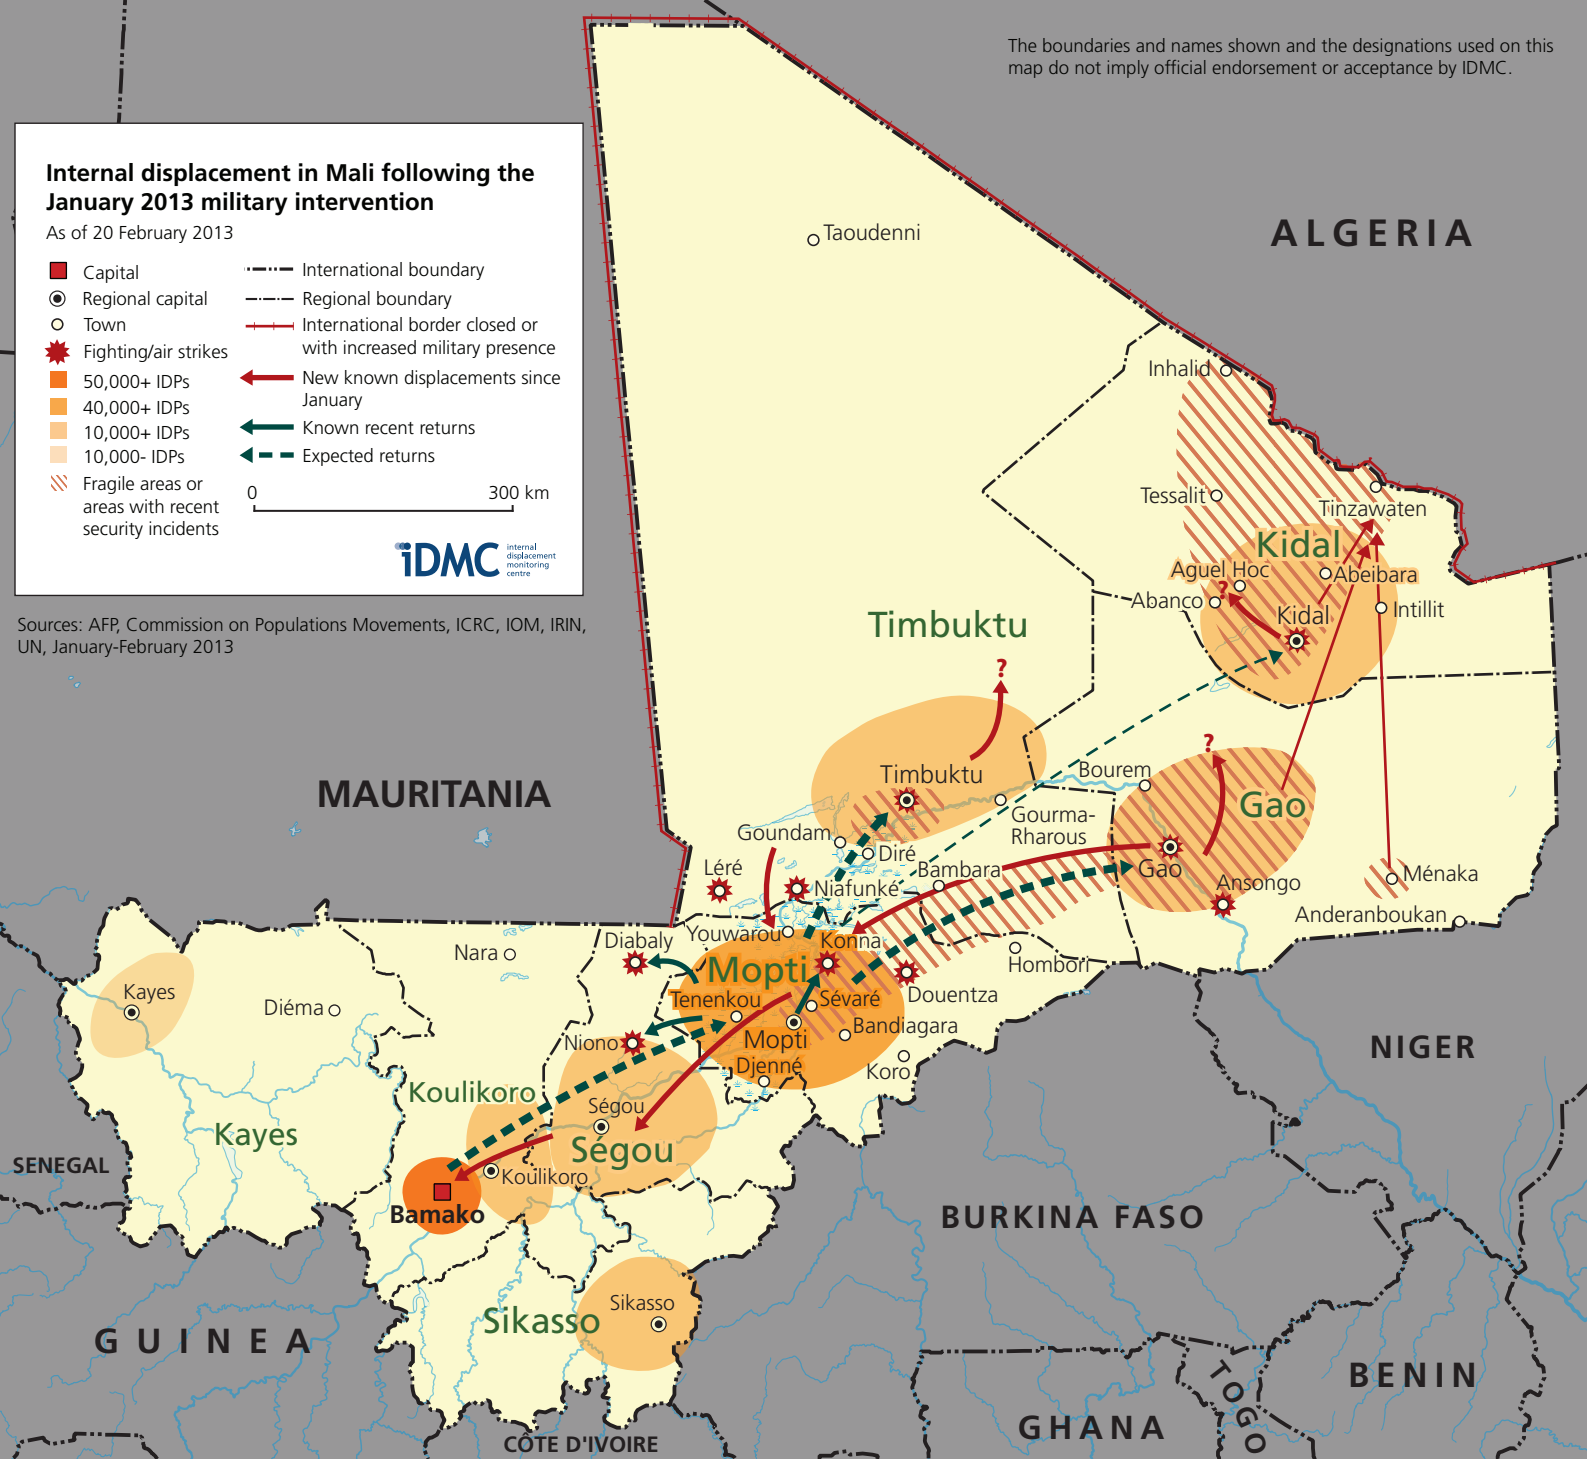 The boundaries and names shown and the designations used on this
map do not imply official endorsement or acceptance by IDMC.
Internal displacement in Mali following the
January 2013 military intervention
As of 20 February 2013
Capital
Regional capital
Town
Fighting/air strikes
50,000+ IDPs
40,000+ IDPs
10,000+ IDPs
10,000- IDPs
Fragile areas or
areas with recent
security incidents
International boundary
Regional boundary
International border closed or
with increased military presence
New known displacements since
January
Known recent returns
Expected returns
0
300 km
iDMC
internal
displacement
monitoring
centre
Sources: AFP, Commission on Populations Movements, ICRC, IOM, IRIN,
UN, January-February 2013
ALGERIA
Taoudenni
Inhalid
Tessalit
Tinzawaten
Kidal
Aguel Hoc
Abeibara
?
Abanco
Kidal
Intillit
Timbuktu
?
?
MAURITANIA
Timbuktu
Bourem
Gao
Gourma-
Rharous
Goundam
Diré
Léré
Bambara
Gao
Ménaka
Niafunké
Ansongo
Anderanboukan
Youwarou
Konna
Diabaly
Nara
Mopti
Hombori
Kayes
Diéma
Tenenkou
Sévaré
Douentza
Bandiagara
Niono
Mopti
NIGER
Djenné
Koro
Koulikoro
Ségou
Kayes
Ségou
SENEGAL
Koulikoro
Bamako
BURKINA FASO
Sikasso
Sikasso
GUINEA
TOGO
BENIN
GHANA
CÔTE D'IVOIRE